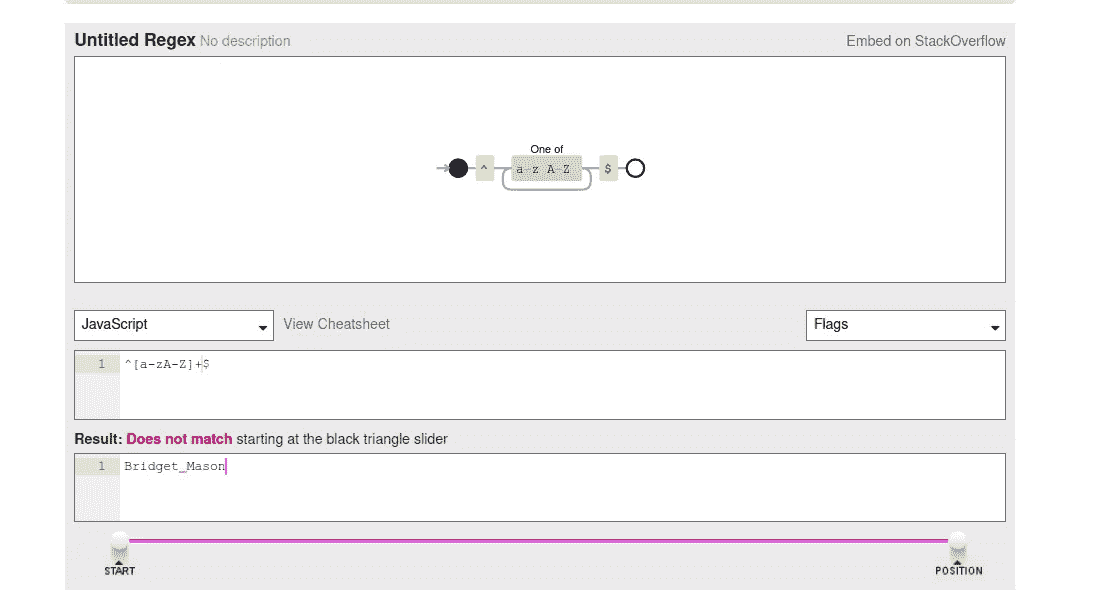 Untitled Regex No description Embed on StackOverflow
One of
^ a-z A-Z $
JavaScript View Cheatsheet Flags
1 ^[a-zA-Z]+$
Result: Does not match starting at the black triangle slider
1 Bridget_Mason
START POSITION